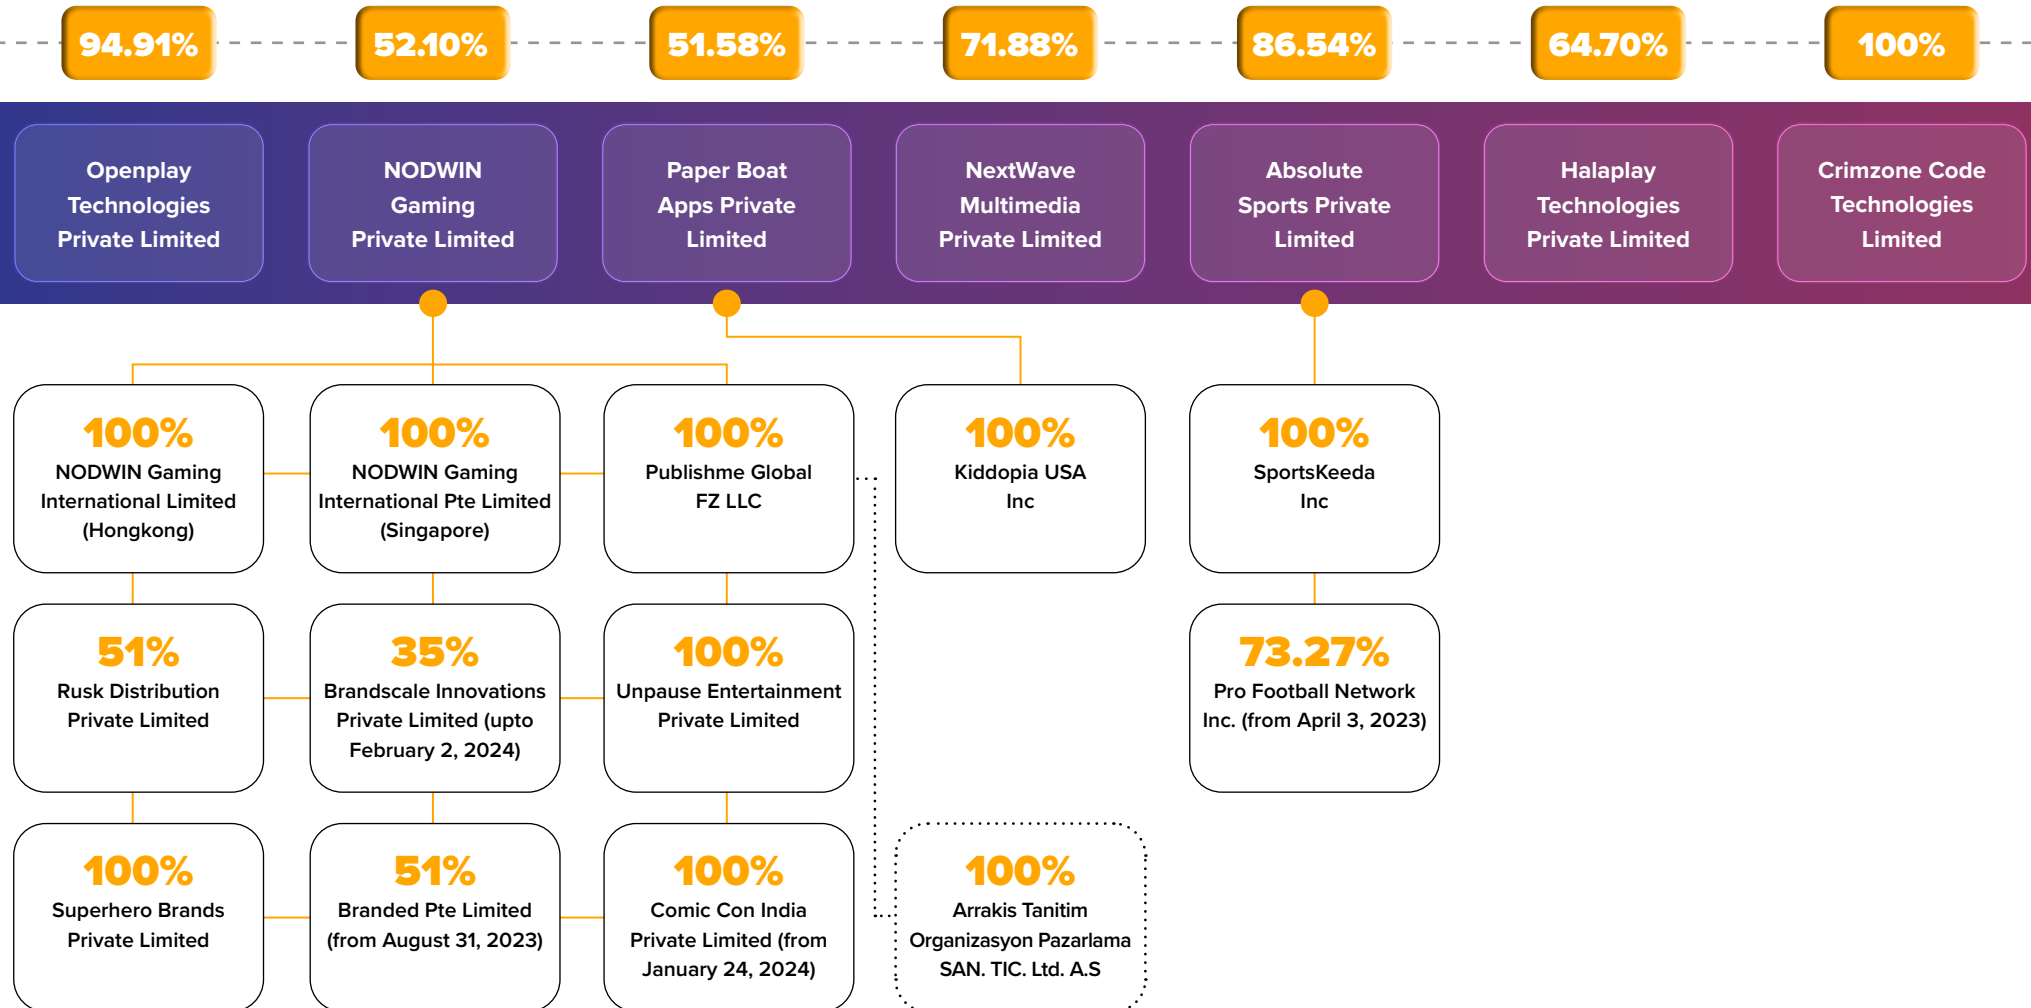 94.91%
52.10%
51.58%
71.88%
86.54%
64.70%
100%
Openplay
Technologies
Private Limited
NODWIN
Gaming
Private Limited
Paper Boat
Apps Private
Limited
NextWave
Multimedia
Private Limited
Absolute
Sports Private
Limited
Halaplay
Technologies
Private Limited
Crimzone Code
Technologies
Limited
100%
NODWIN Gaming
International Limited
(Hongkong)
100%
NODWIN Gaming
International Pte Limited
(Singapore)
100%
Publishme Global
FZ LLC
100%
Kiddopia USA
Inc
100%
SportsKeeda
Inc
51%
Rusk Distribution
Private Limited
35%
Brandscale Innovations
Private Limited (upto
February 2, 2024)
100%
Unpause Entertainment
Private Limited
73.27%
Pro Football Network
Inc. (from April 3, 2023)
100%
Superhero Brands
Private Limited
51%
Branded Pte Limited
(from August 31, 2023)
100%
Comic Con India
Private Limited (from
January 24, 2024)
100%
Arrakis Tanitim
Organizasyon Pazarlama
SAN. TIC. Ltd. A.S